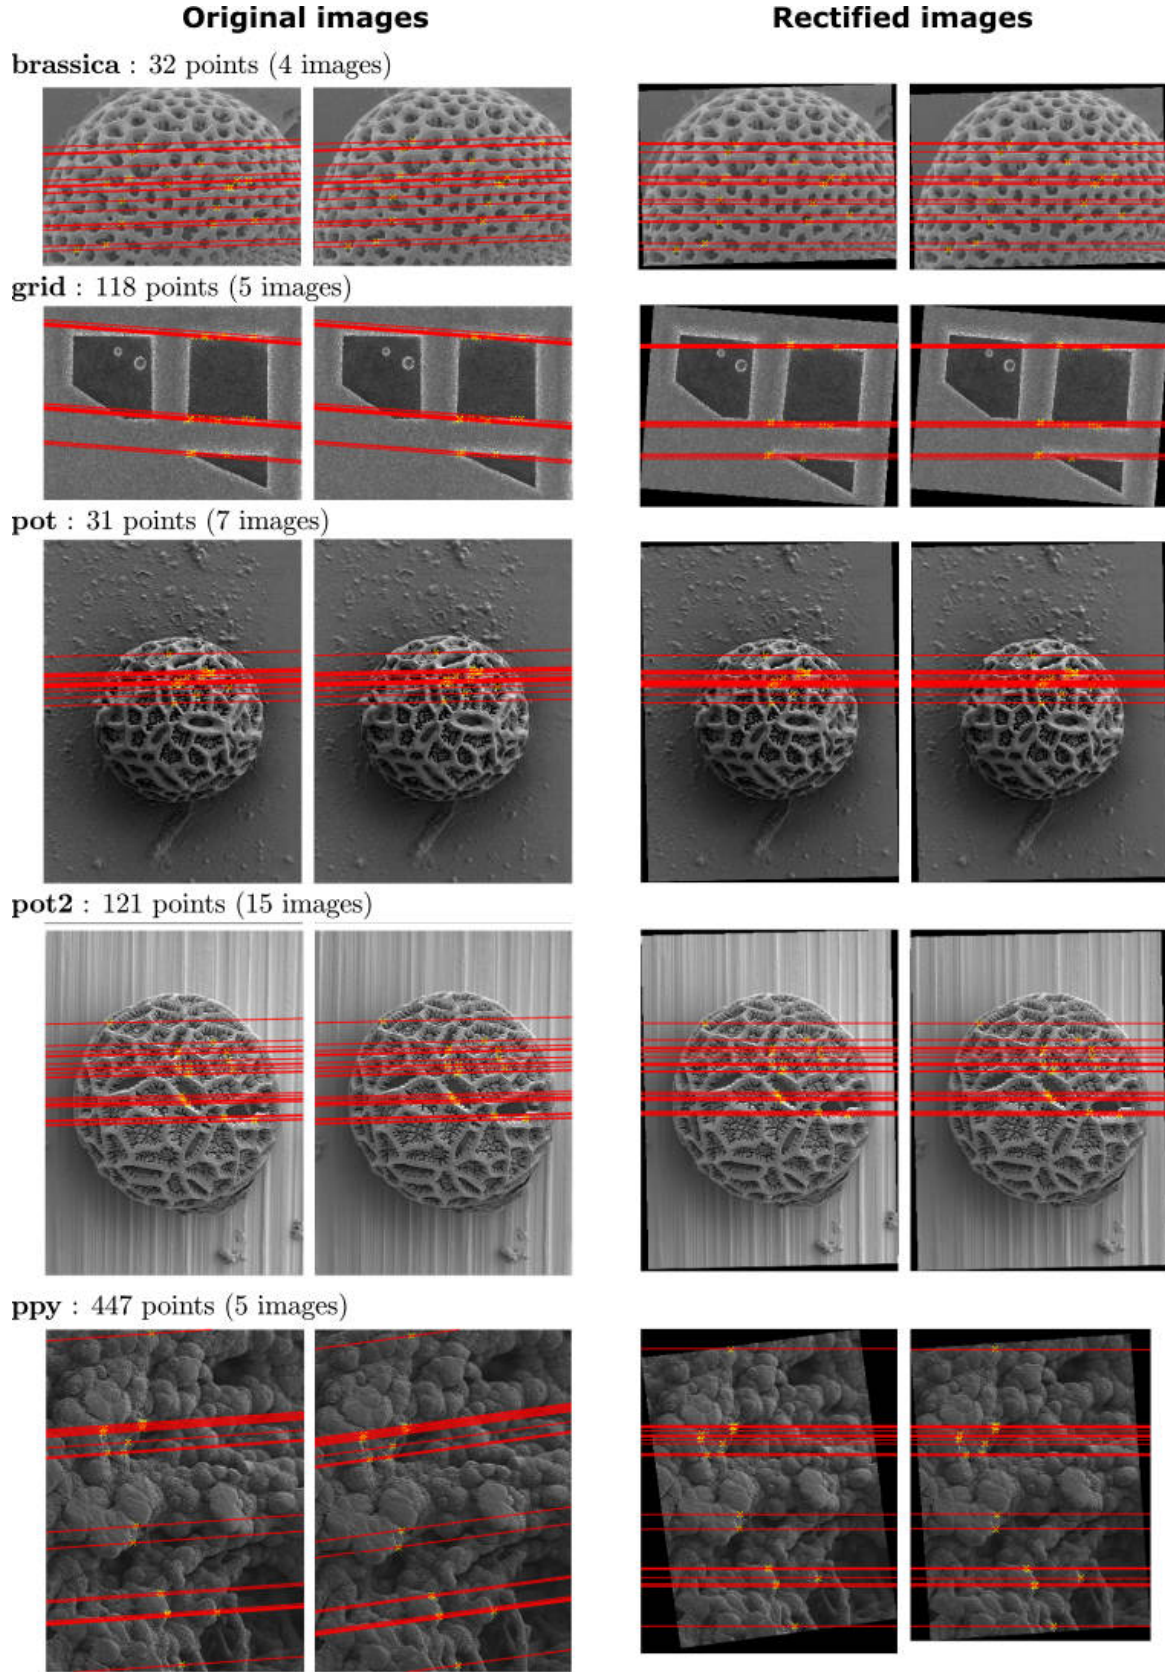 Original images Rectified images
brassica : 32 points (4 images)
grid : 118 points (5 images)
pot : 31 points (7 images)
pot2 : 121 points (15 images)
ppy : 447 points (5 images)